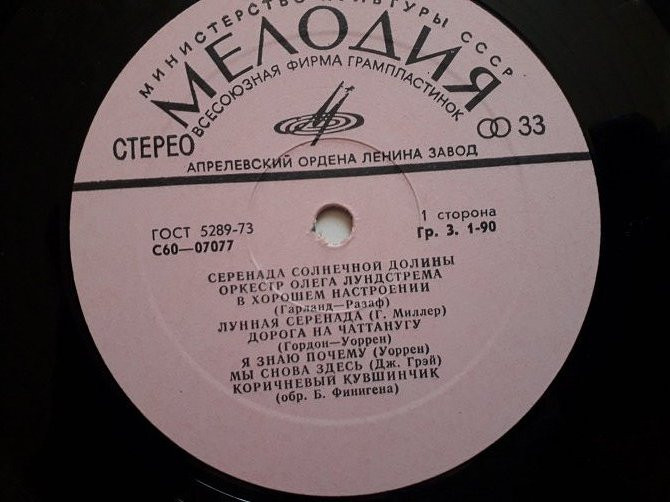 МИНИСТЕРСТВО КУЛЬТУРЫ СССР
МЕЛОДИЯ
ВСЕСОЮЗНАЯ ФИРМА ГРАМПЛАСТИНОК
СТЕРЕО
33
АПРЕЛЕВСКИЙ ОРДЕНА ЛЕНИНА ЗАВОД
ГОСТ 5289-73
С60—07077
1 сторона
Гр. 3. 1-90
СЕРЕНАДА СОЛНЕЧНОЙ ДОЛИНЫ
ОРКЕСТР ОЛЕГА ЛУНДСТРЕМА
В ХОРОШЕМ НАСТРОЕНИИ
(Гарланд—Разаф)
ЛУННАЯ СЕРЕНАДА (Г. Миллер)
ДОРОГА НА ЧАТТАНУГУ
(Гордон—Уоррен)
Я ЗНАЮ ПОЧЕМУ (Уоррен)
МЫ СНОВА ЗДЕСЬ (Дж. Грэй)
КОРИЧНЕВЫЙ КУВШИНЧИК
(обр. Б. Финигена)